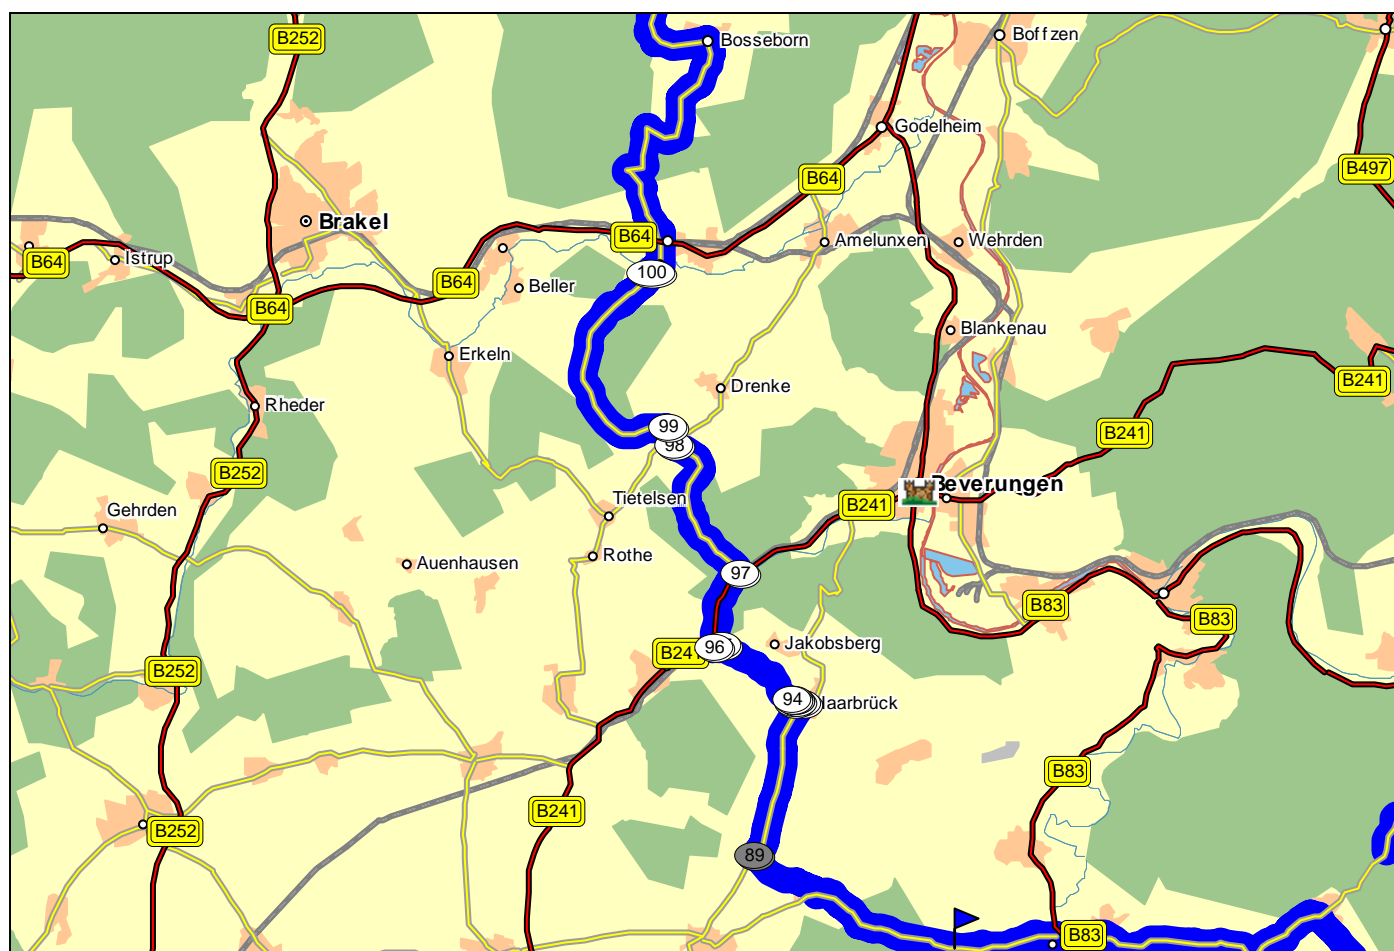 B252
Bosseborn
Boffzen
Godelheim
B64
B497
Brakel
B64
Amelunxen
Wehrden
B64
Istrup
B64
100
Beller
B64
Blankenau
Erkeln
B241
Drenke
Rheder
99
98
B241
B252
Beverungen
B241
Tietelsen
Gehrden
Rothe
Auenhausen
97
B83
B83
Jakobsberg
96
B24
B252
94
aarbrück
B83
B241
B252
89
B83